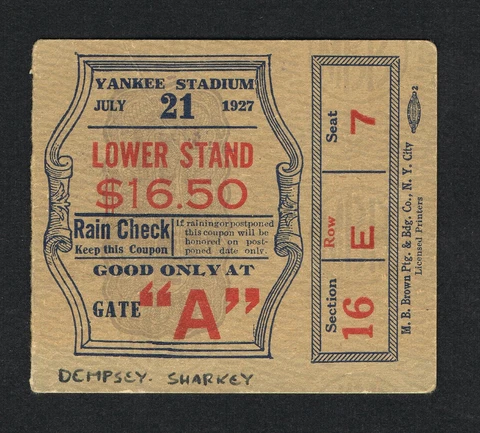 YANKEE STADIUM
JULY 21 1927
LOWER STAND
$16.50
Rain Check
Keep this Coupon
If raining or postponed
this coupon will be
honored on post-
poned date only.
GOOD ONLY AT
GATE "A"
DEMPSEY. SHARKEY
Section 16
Row E
Seat 7
M. B. Brown Ptg. & Bdg. Co., N. Y. City
Licensed Printers
2